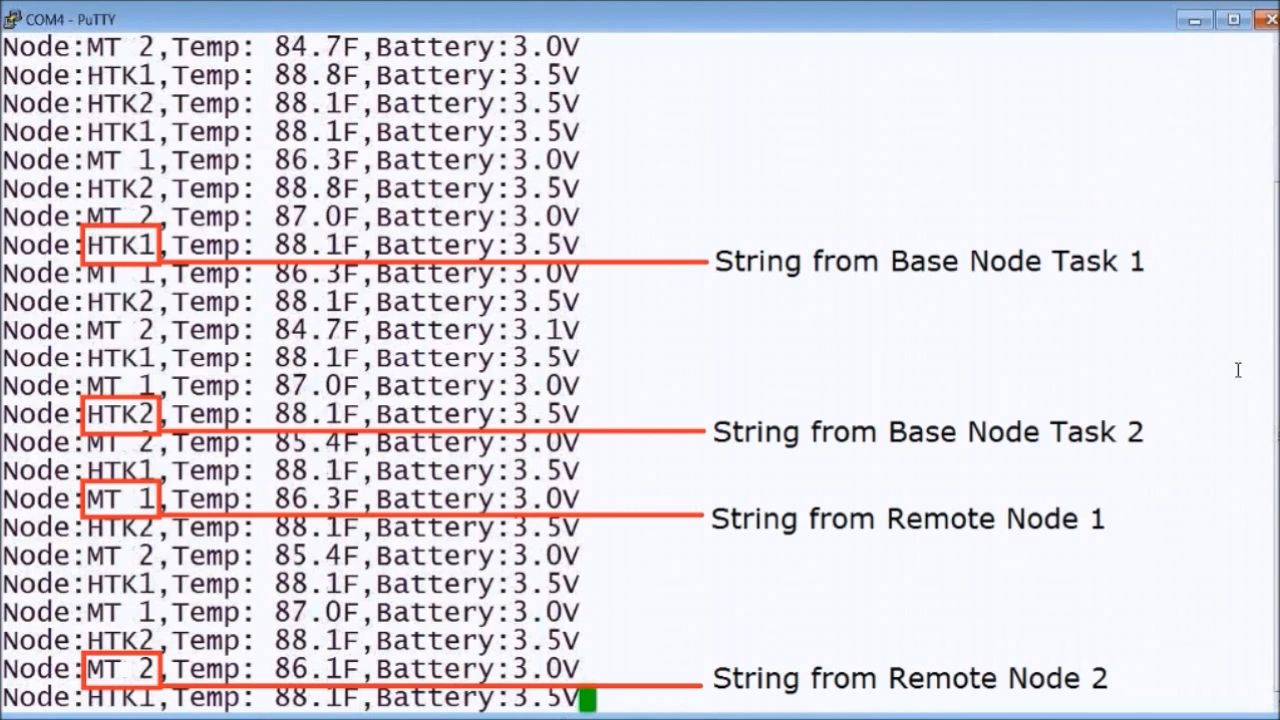 COM4 - PuTTY
Node:MT 2,Temp: 84.7F,Battery:3.0V
Node:HTK1,Temp: 88.8F,Battery:3.5V
Node:HTK2,Temp: 88.1F,Battery:3.5V
Node:HTK1,Temp: 88.1F,Battery:3.5V
Node:MT 1,Temp: 86.3F,Battery:3.0V
Node:HTK2,Temp: 88.8F,Battery:3.5V
Node:MT 2,Temp: 87.0F,Battery:3.0V
Node:HTK1,Temp: 88.1F,Battery:3.5V
String from Base Node Task 1
Node:MT 1,Temp: 86.3F,Battery:3.0V
Node:HTK2,Temp: 88.1F,Battery:3.5V
Node:MT 2,Temp: 84.7F,Battery:3.1V
Node:HTK1,Temp: 88.1F,Battery:3.5V
Node:MT 1,Temp: 87.0F,Battery:3.0V
Node:HTK2,Temp: 88.1F,Battery:3.5V
String from Base Node Task 2
Node:MT 2,Temp: 85.4F,Battery:3.0V
Node:HTK1,Temp: 88.1F,Battery:3.5V
Node:MT 1,Temp: 86.3F,Battery:3.0V
String from Remote Node 1
Node:HTK2,Temp: 88.1F,Battery:3.5V
Node:MT 2,Temp: 85.4F,Battery:3.0V
Node:HTK1,Temp: 88.1F,Battery:3.5V
Node:MT 1,Temp: 87.0F,Battery:3.0V
Node:HTK2,Temp: 88.1F,Battery:3.5V
Node:MT 2,Temp: 86.1F,Battery:3.0V
String from Remote Node 2
Node:HTK1,Temp: 88.1F,Battery:3.5V